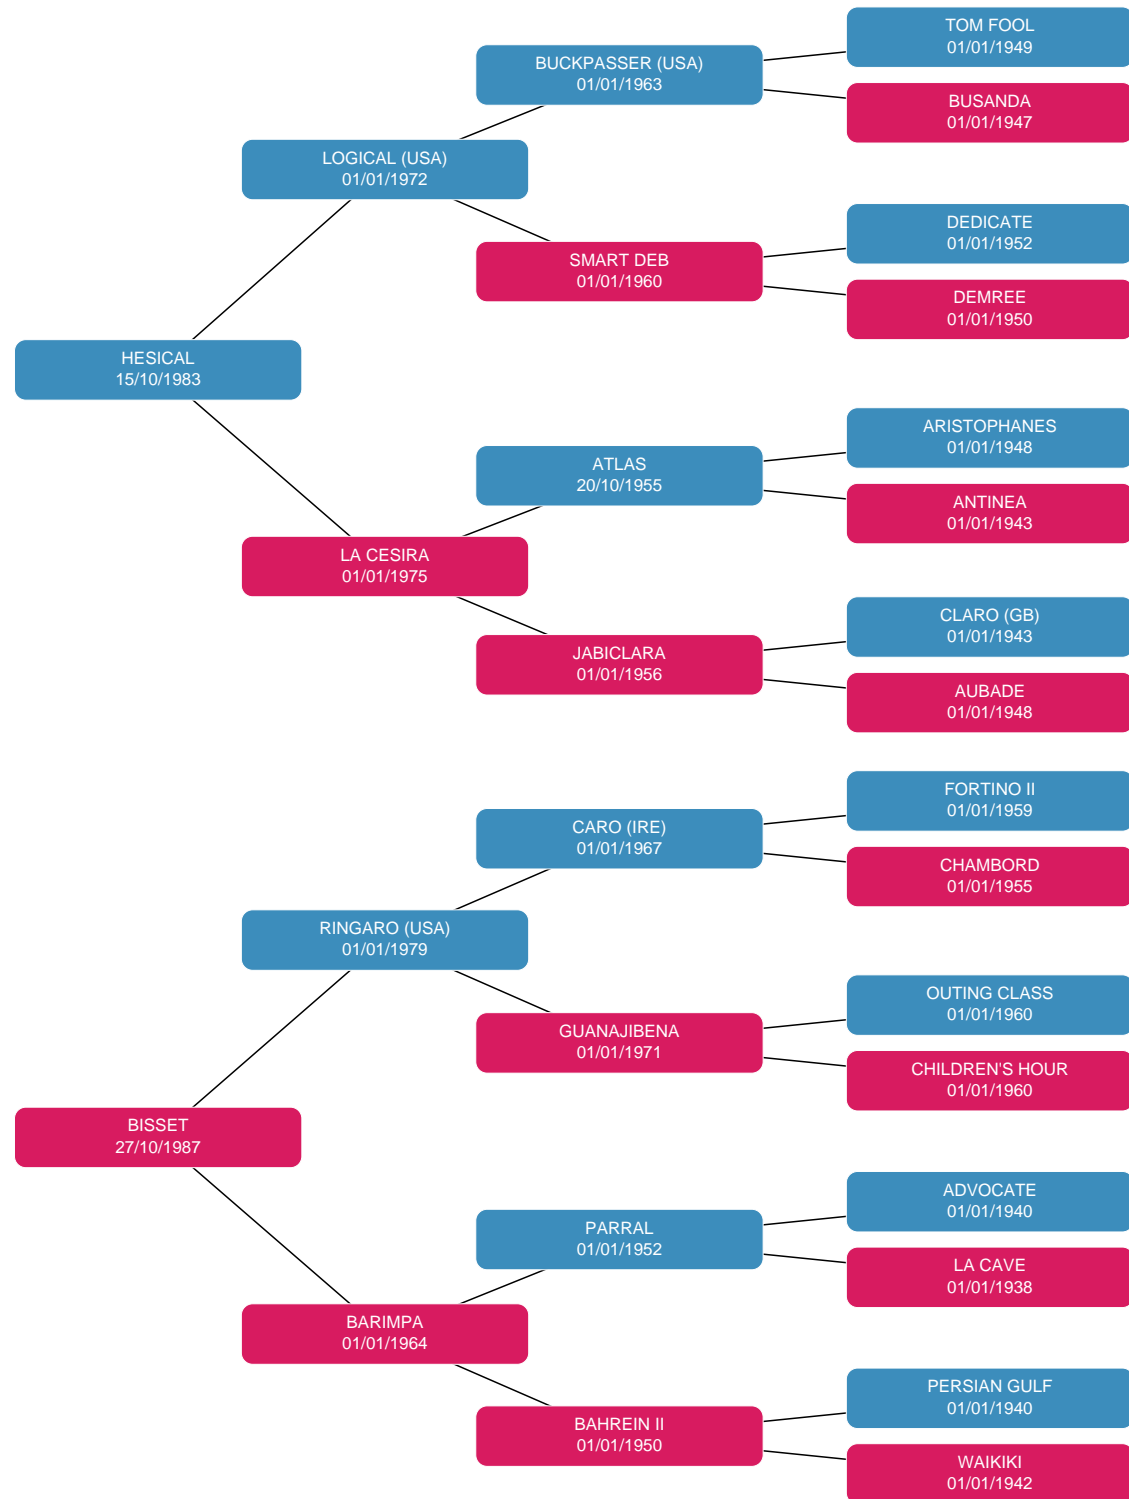 TOM FOOL
01/01/1949
BUCKPASSER (USA)
01/01/1963
BUSANDA
01/01/1947
LOGICAL (USA)
01/01/1972
DEDICATE
01/01/1952
SMART DEB
01/01/1960
DEMREE
01/01/1950
HESICAL
15/10/1983
ARISTOPHANES
01/01/1948
ATLAS
20/10/1955
ANTINEA
01/01/1943
LA CESIRA
01/01/1975
CLARO (GB)
01/01/1943
JABICLARA
01/01/1956
AUBADE
01/01/1948
FORTINO II
01/01/1959
CARO (IRE)
01/01/1967
CHAMBORD
01/01/1955
RINGARO (USA)
01/01/1979
OUTING CLASS
01/01/1960
GUANAJIBENA
01/01/1971
CHILDREN'S HOUR
01/01/1960
BISSET
27/10/1987
ADVOCATE
01/01/1940
PARRAL
01/01/1952
LA CAVE
01/01/1938
BARIMPA
01/01/1964
PERSIAN GULF
01/01/1940
BAHREIN II
01/01/1950
WAIKIKI
01/01/1942